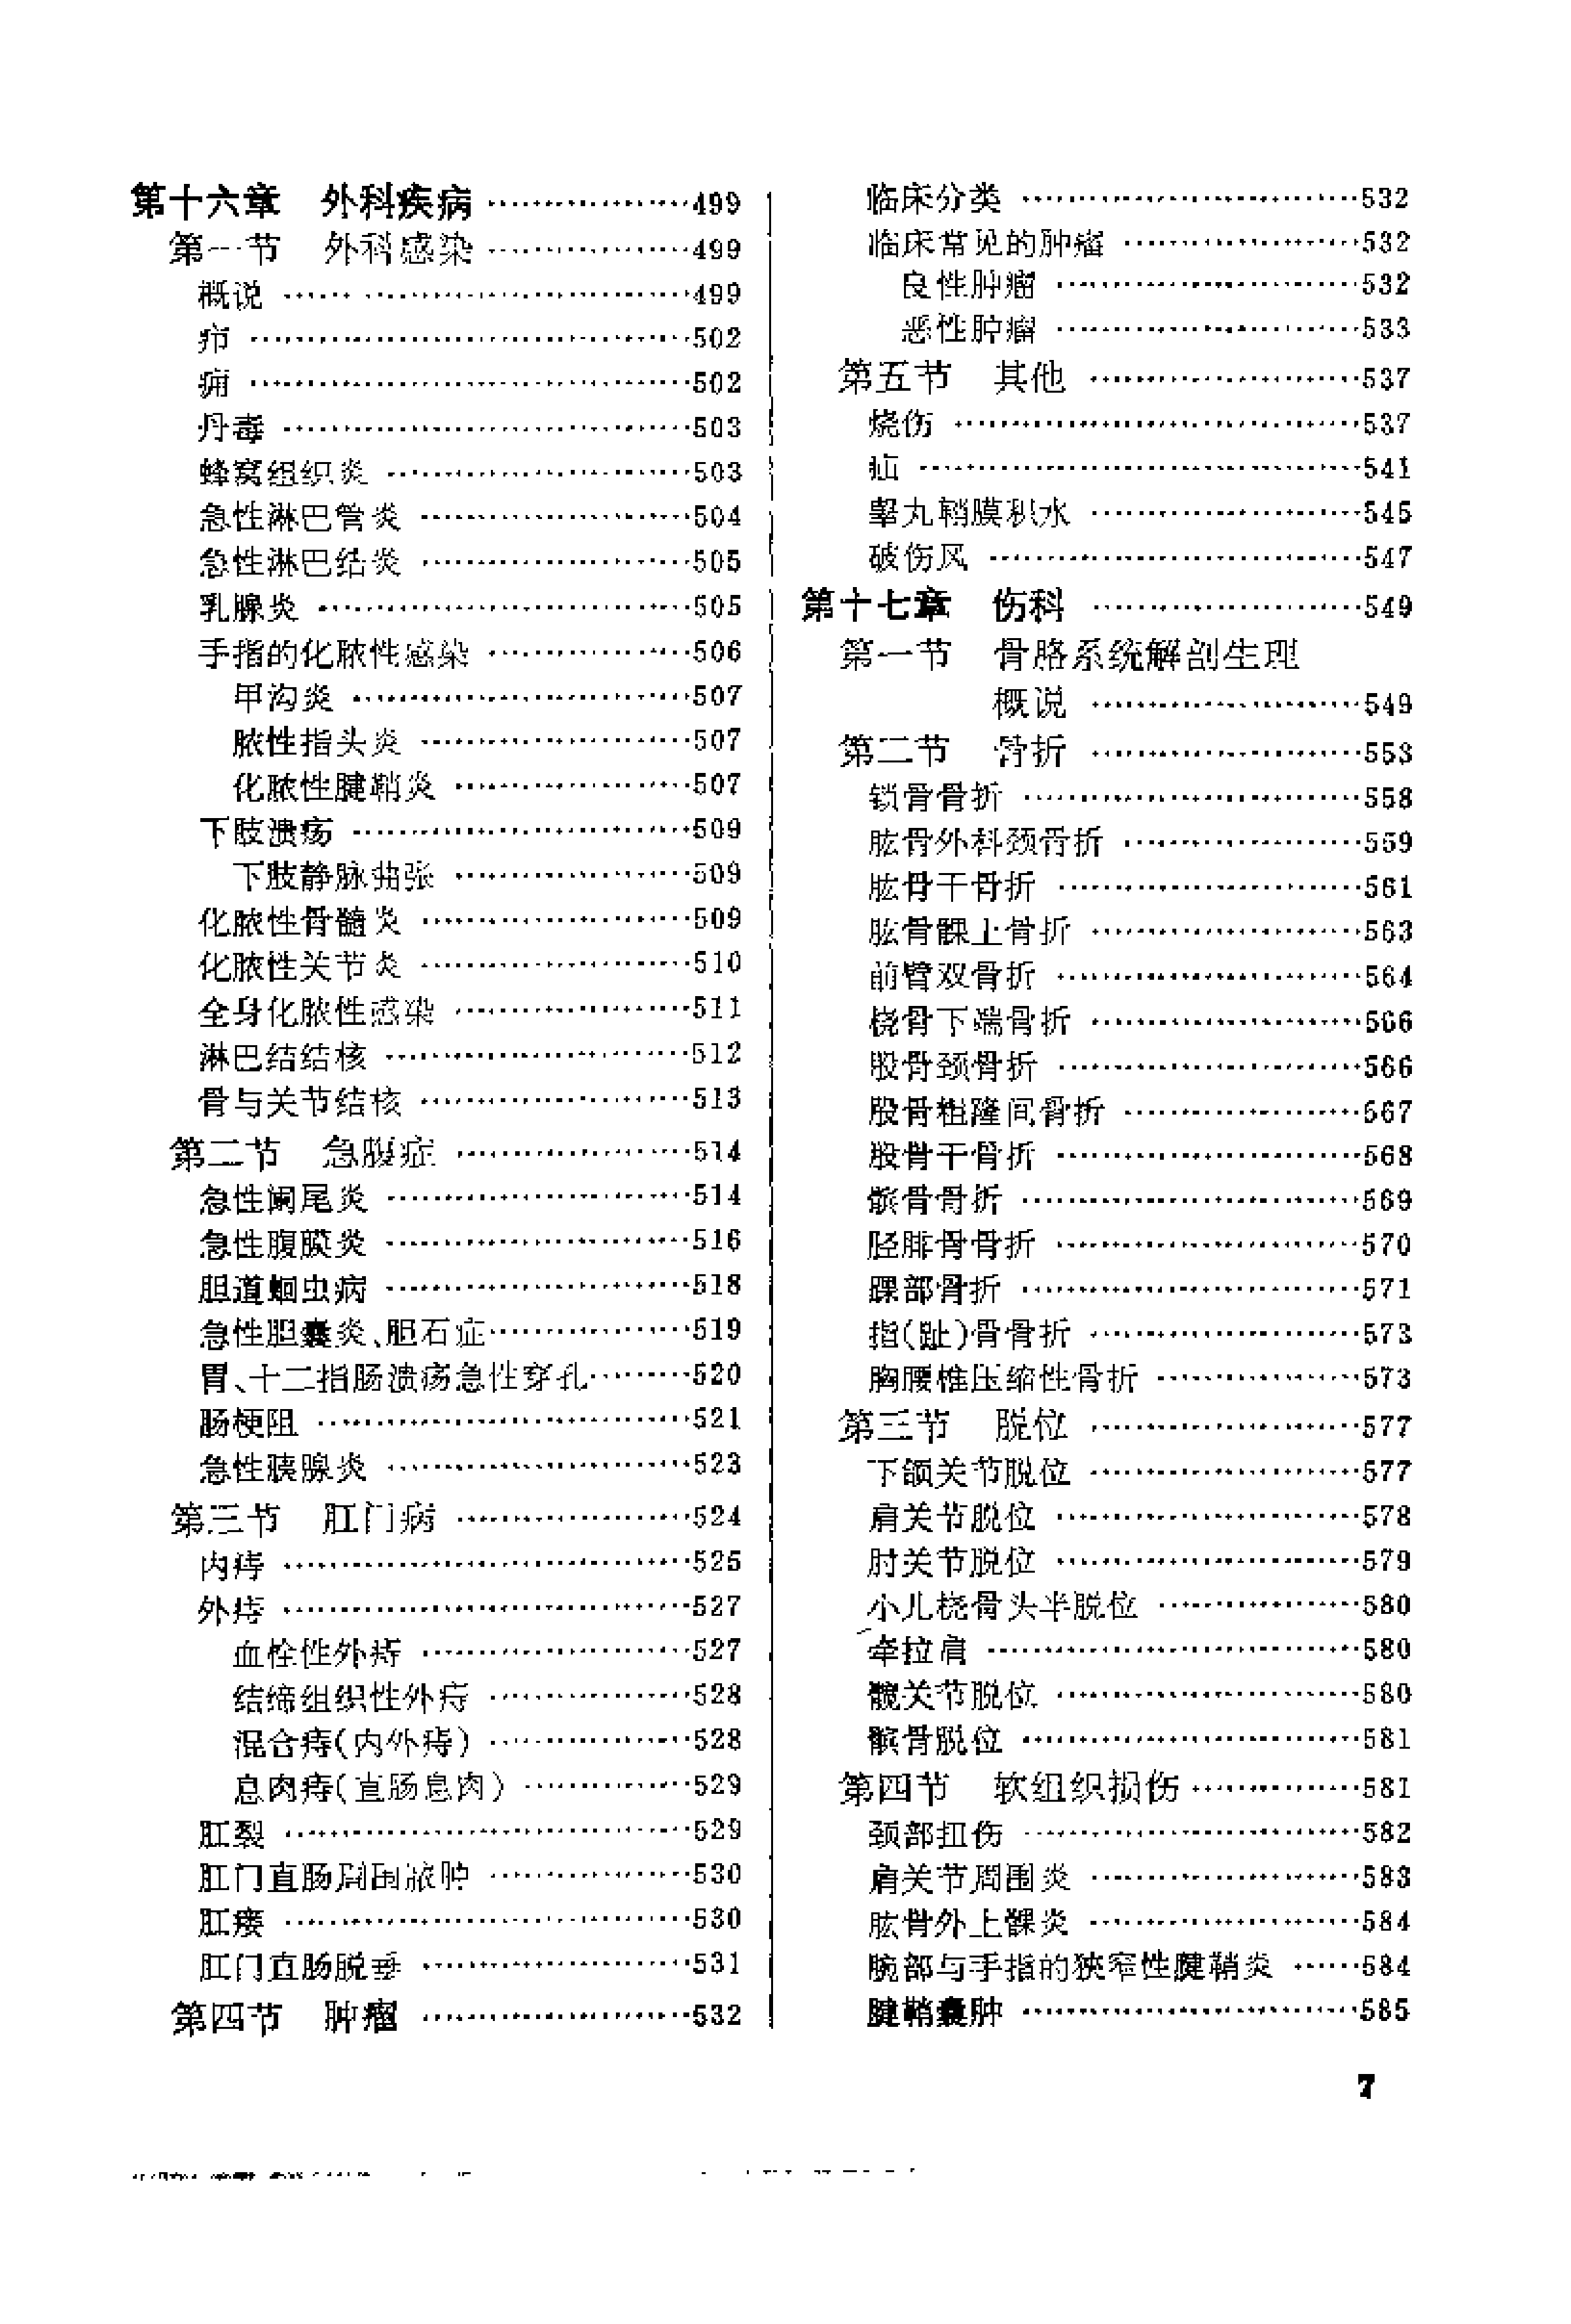 第十六章　外科疾病 …………………499
第一节　外科感染 …………………499
概说 …………………499
疖 …………………502
痈 …………………502
丹毒 …………………503
蜂窝组织炎 …………………503
急性淋巴管炎 …………………504
急性淋巴结炎 …………………505
乳腺炎 …………………505
手指的化脓性感染 …………………506
甲沟炎 …………………507
脓性指头炎 …………………507
化脓性腱鞘炎 …………………507
下肢溃疡 …………………509
下肢静脉曲张 …………………509
化脓性骨髓炎 …………………509
化脓性关节炎 …………………510
全身化脓性感染 …………………511
淋巴结结核 …………………512
骨与关节结核 …………………513
第二节　急腹症 …………………514
急性阑尾炎 …………………514
急性腹膜炎 …………………516
胆道蛔虫病 …………………518
急性胆囊炎、胆石症…………………519
胃、十二指肠溃疡急性穿孔…………520
肠梗阻 …………………521
急性胰腺炎 …………………523
第三节　肛门病 …………………524
内痔 …………………525
外痔 …………………527
血栓性外痔 …………………527
结缔组织性外痔 …………………528
混合痔(内外痔) …………………528
息肉痔(直肠息肉) …………………529
肛裂 …………………529
肛门直肠周围脓肿 …………………530
肛瘘 …………………530
肛门直肠脱垂 …………………531
第四节　肿瘤 …………………532
临床分类 …………………532
临床常见的肿瘤 …………………532
良性肿瘤 …………………532
恶性肿瘤 …………………533
第五节　其他 …………………537
烧伤 …………………537
疝 …………………541
睾丸鞘膜积水 …………………545
破伤风 …………………547
第十七章　伤科 …………………549
第一节　骨胳系统解剖生理
概说 …………………549
第二节　骨折 …………………553
锁骨骨折 …………………558
肱骨外科颈骨折 …………………559
肱骨干骨折 …………………561
肱骨髁上骨折 …………………563
前臂双骨折 …………………564
桡骨下端骨折 …………………566
股骨颈骨折 …………………566
股骨粗隆间骨折 …………………567
股骨干骨折 …………………568
髌骨骨折 …………………569
胫腓骨骨折 …………………570
踝部骨折 …………………571
指(趾)骨骨折 …………………573
胸腰椎压缩性骨折 …………………573
第三节　脱位 …………………577
下颌关节脱位 …………………577
肩关节脱位 …………………578
肘关节脱位 …………………579
小儿桡骨头半脱位 …………………580
牵拉肩 …………………580
髋关节脱位 …………………580
髌骨脱位 …………………581
第四节　软组织损伤 …………………581
颈部扭伤 …………………582
肩关节周围炎 …………………583
肱骨外上髁炎 …………………584
腕部与手指的狭窄性腱鞘炎 ……584
腱鞘囊肿 …………………585
7